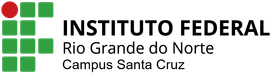 INSTITUTO FEDERAL
Rio Grande do Norte
Campus Santa Cruz